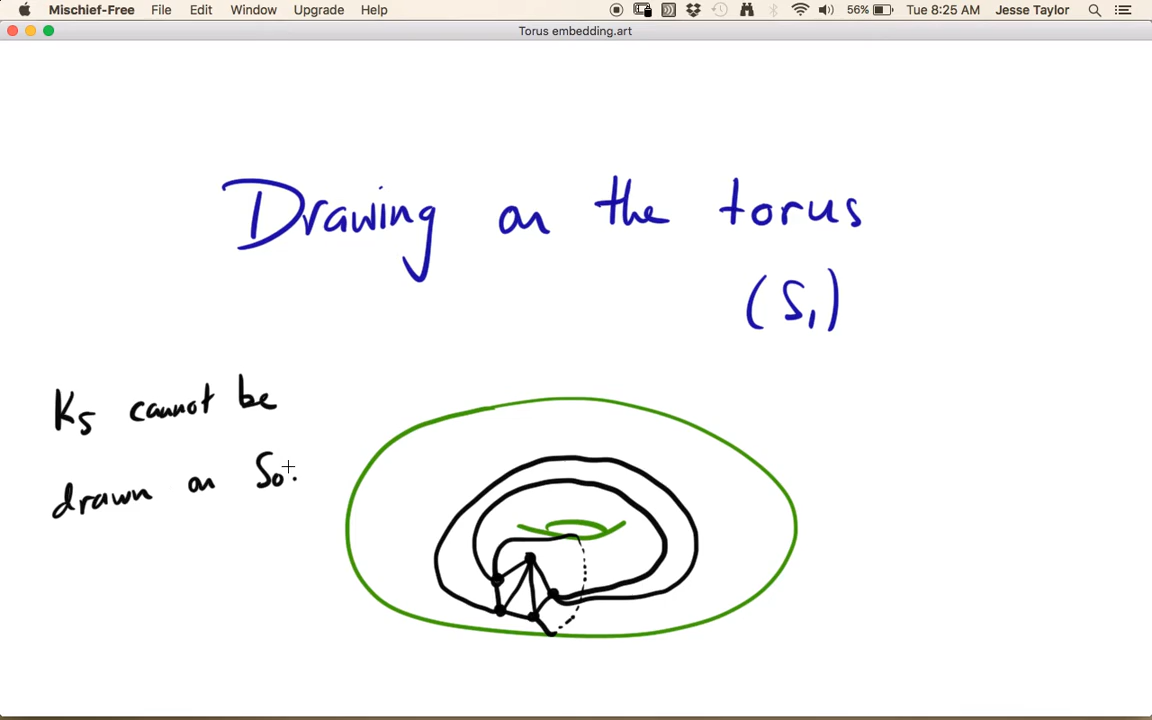 Mischief-Free File Edit Window Upgrade Help 56% Tue 8:25 AM Jesse Taylor
Torus embedding.art
Drawing on the torus
(S₁)
K₅ cannot be
drawn on S₀.